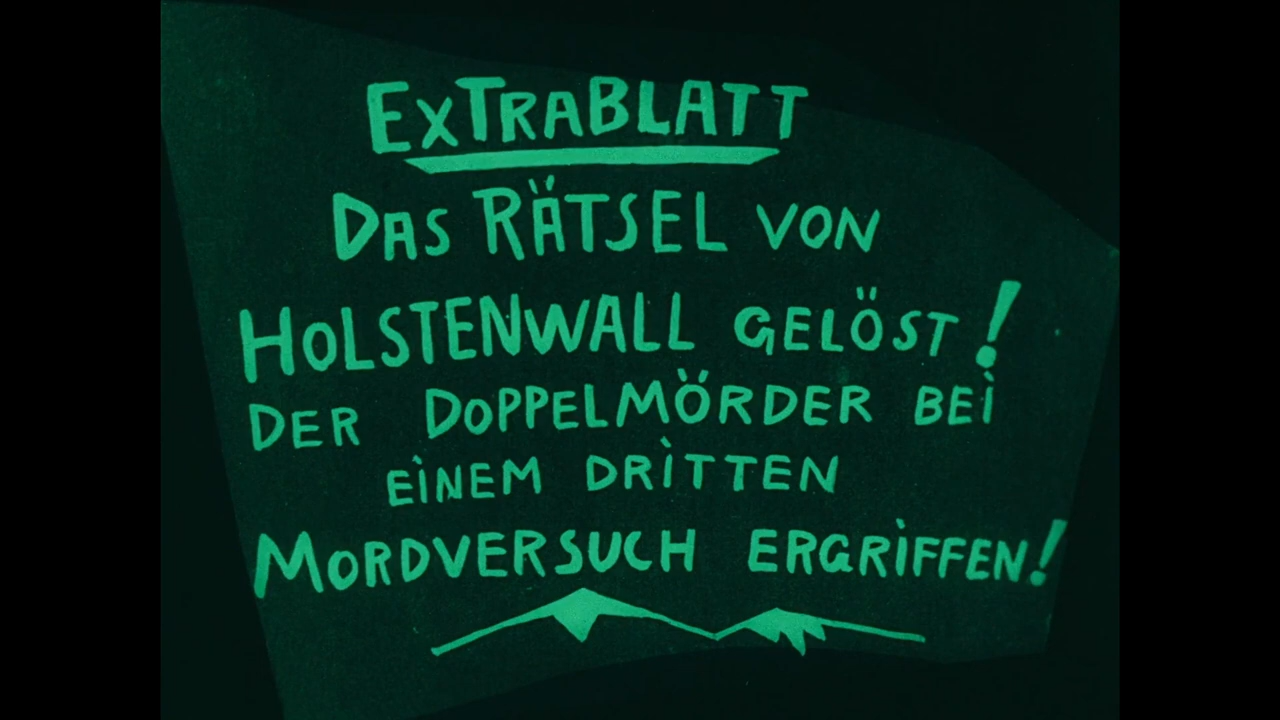 EXTRABLATT
DAS RÄTSEL VON
HOLSTENWALL GELÖST!
DER DOPPELMÖRDER BEI
EINEM DRITTEN
MORDVERSUCH ERGRIFFEN!